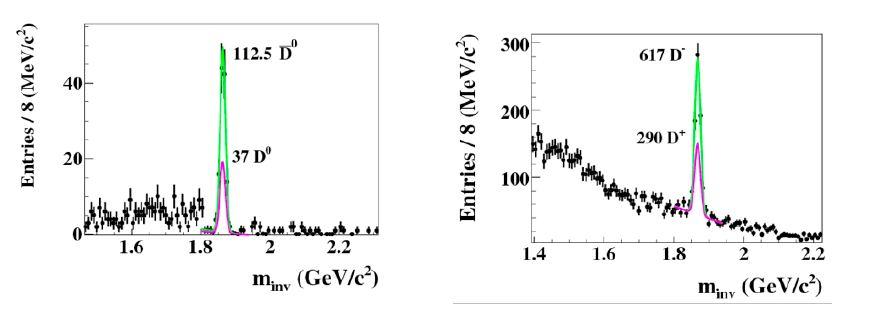 Entries / 8 (MeV/c²)
40
20
0
112.5 D̅⁰
37 D⁰
1.6
1.8
2
2.2
m_inv (GeV/c²)
Entries / 8 (MeV/c²)
300
200
100
617 D⁻
290 D⁺
1.4
1.6
1.8
2
2.2
m_inv (GeV/c²)